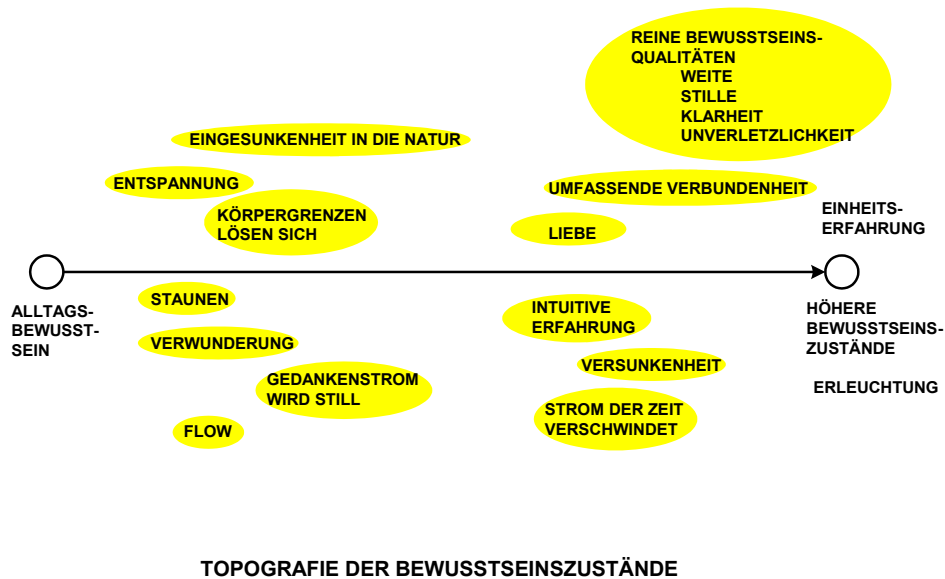 REINE BEWUSSTSEINS-
QUALITÄTEN
WEITE
STILLE
KLARHEIT
UNVERLETZLICHKEIT
EINGESUNKENHEIT IN DIE NATUR
ENTSPANNUNG
KÖRPERGRENZEN
LÖSEN SICH
UMFASSENDE VERBUNDENHEIT
LIEBE
EINHEITS-
ERFAHRUNG
ALLTAGS-
BEWUSST-
SEIN
STAUNEN
VERWUNDERUNG
GEDANKENSTROM
WIRD STILL
FLOW
INTUITIVE
ERFAHRUNG
VERSUNKENHEIT
STROM DER ZEIT
VERSCHWINDET
HÖHERE
BEWUSSTSEINS-
ZUSTÄNDE
ERLEUCHTUNG
TOPOGRAFIE DER BEWUSSTSEINSZUSTÄNDE